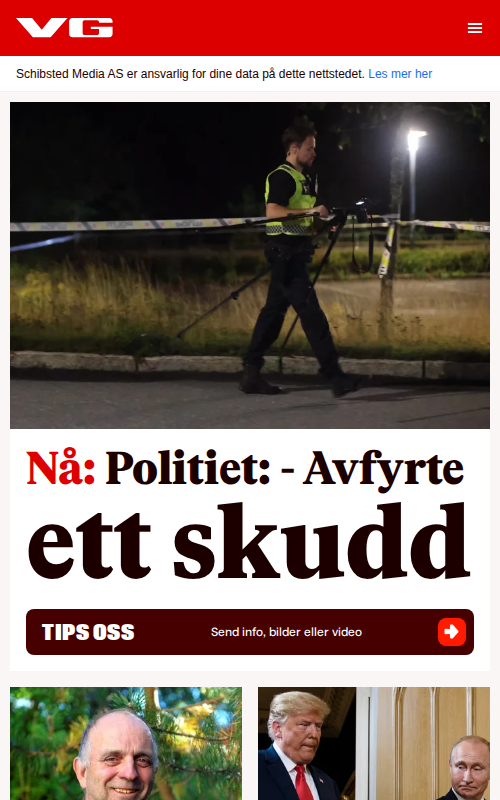 VG
Schibsted Media AS er ansvarlig for dine data på dette nettstedet. Les mer her
Nå: Politiet: - Avfyrte
ett skudd
TIPS OSS Send info, bilder eller video